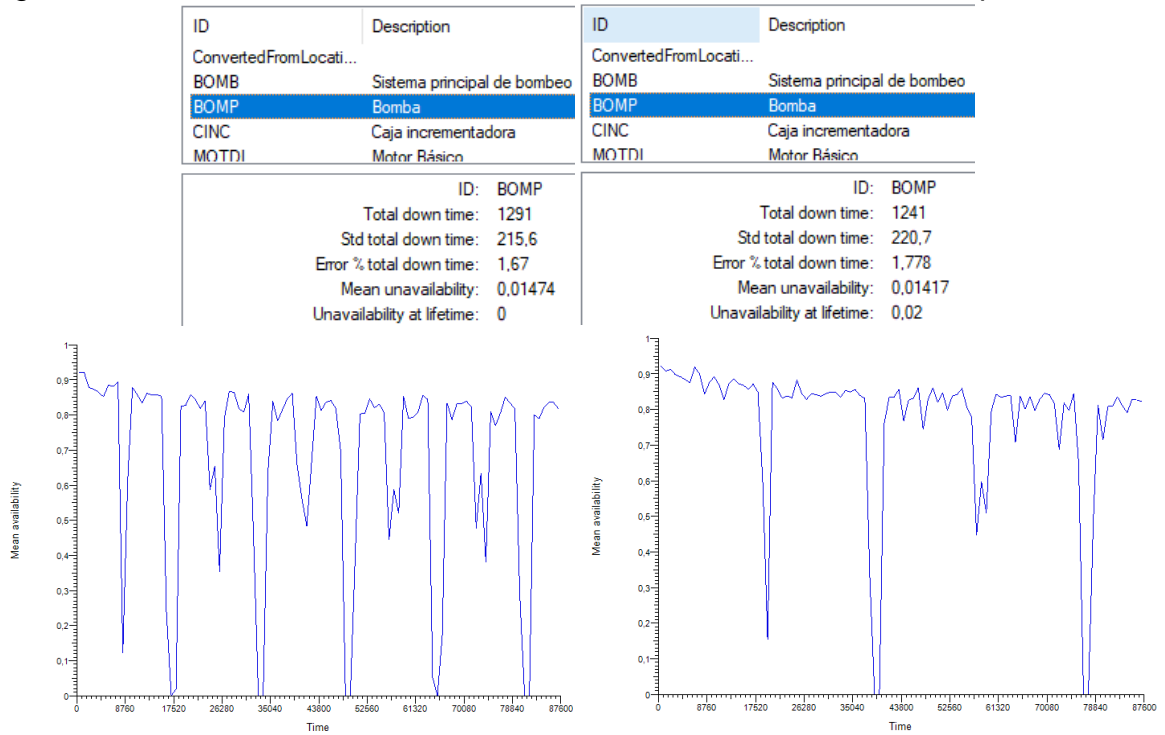 ID Description
ConvertedFromLocati...
BOMB Sistema principal de bombeo
BOMP Bomba
CINC Caja incrementadora
MOTDI Motor Básico
ID: BOMP
Total down time: 1291
Std total down time: 215,6
Error % total down time: 1,67
Mean unavailability: 0,01474
Unavailability at lifetime: 0
ID Description
ConvertedFromLocati...
BOMB Sistema principal de bombeo
BOMP Bomba
CINC Caja incrementadora
MOTDI Motor Básico
ID: BOMP
Total down time: 1241
Std total down time: 220,7
Error % total down time: 1,778
Mean unavailability: 0,01417
Unavailability at lifetime: 0,02
Mean availability
1
0,9
0,8
0,7
0,6
0,5
0,4
0,3
0,2
0,1
0
0 8760 17520 26280 35040 43800 52560 61320 70080 78840 87600
Time
Mean availability
1
0,9
0,8
0,7
0,6
0,5
0,4
0,3
0,2
0,1
0
0 8760 17520 26280 35040 43800 52560 61320 70080 78840 87600
Time